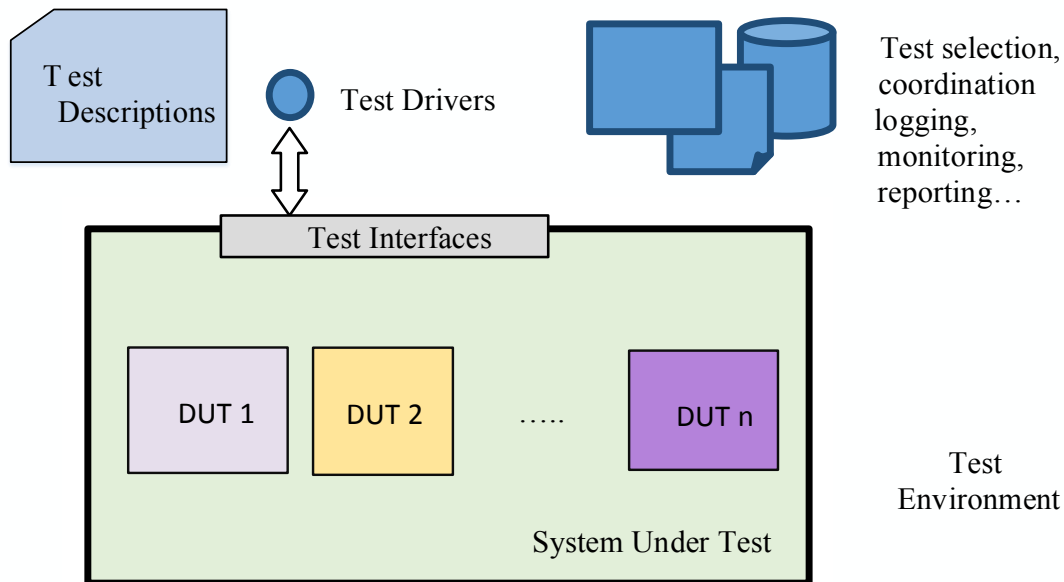 T est
Descriptions
Test Drivers
Test selection,
coordination
logging,
monitoring,
reporting…
Test Interfaces
DUT 1
DUT 2
…..
DUT n
Test
Environment
System Under Test